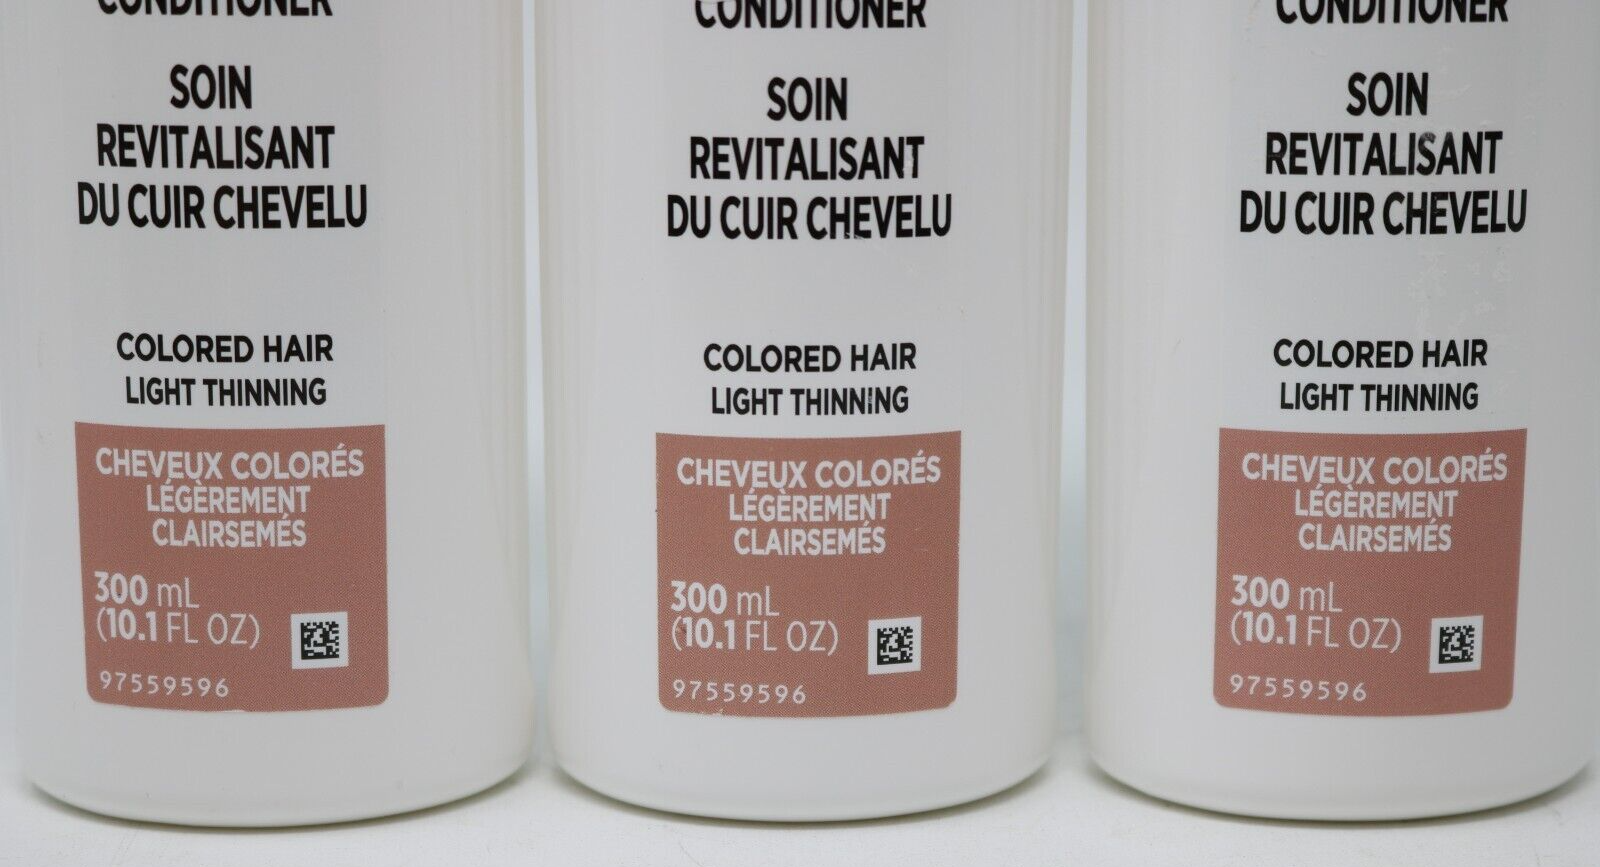 CONDITIONER
SOIN
REVITALISANT
DU CUIR CHEVELU
COLORED HAIR
LIGHT THINNING
CHEVEUX COLORÉS
LÉGÈREMENT
CLAIRSEMÉS
300 mL
(10.1 FL OZ)
97559596
CONDITIONER
SOIN
REVITALISANT
DU CUIR CHEVELU
COLORED HAIR
LIGHT THINNING
CHEVEUX COLORÉS
LÉGÈREMENT
CLAIRSEMÉS
300 mL
(10.1 FL OZ)
97559596
CONDITIONER
SOIN
REVITALISANT
DU CUIR CHEVELU
COLORED HAIR
LIGHT THINNING
CHEVEUX COLORÉS
LÉGÈREMENT
CLAIRSEMÉS
300 mL
(10.1 FL OZ)
97559596